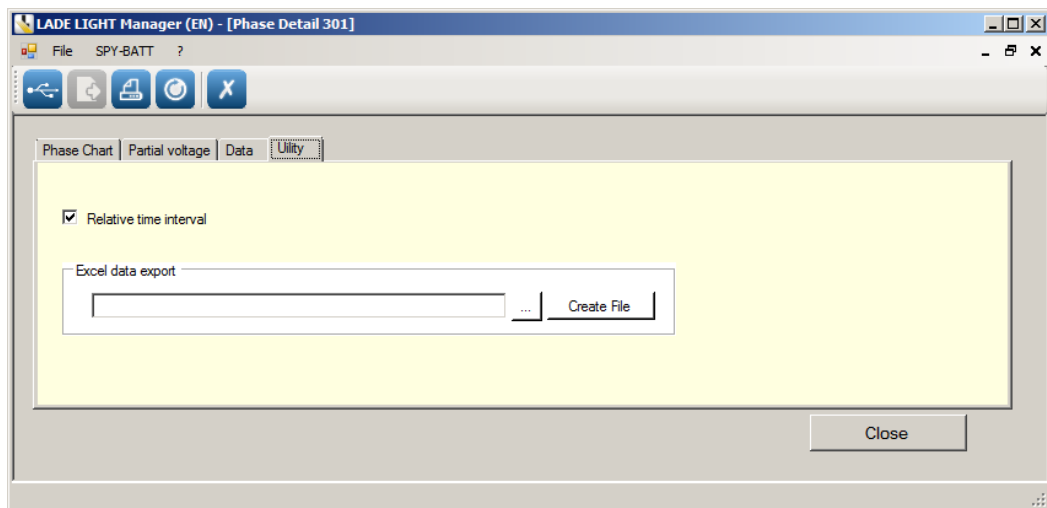 LADE LIGHT Manager (EN) - [Phase Detail 301]
File SPY-BATT ?
Phase Chart Partial voltage Data Uility
Relative time interval
Excel data export
... Create File
Close